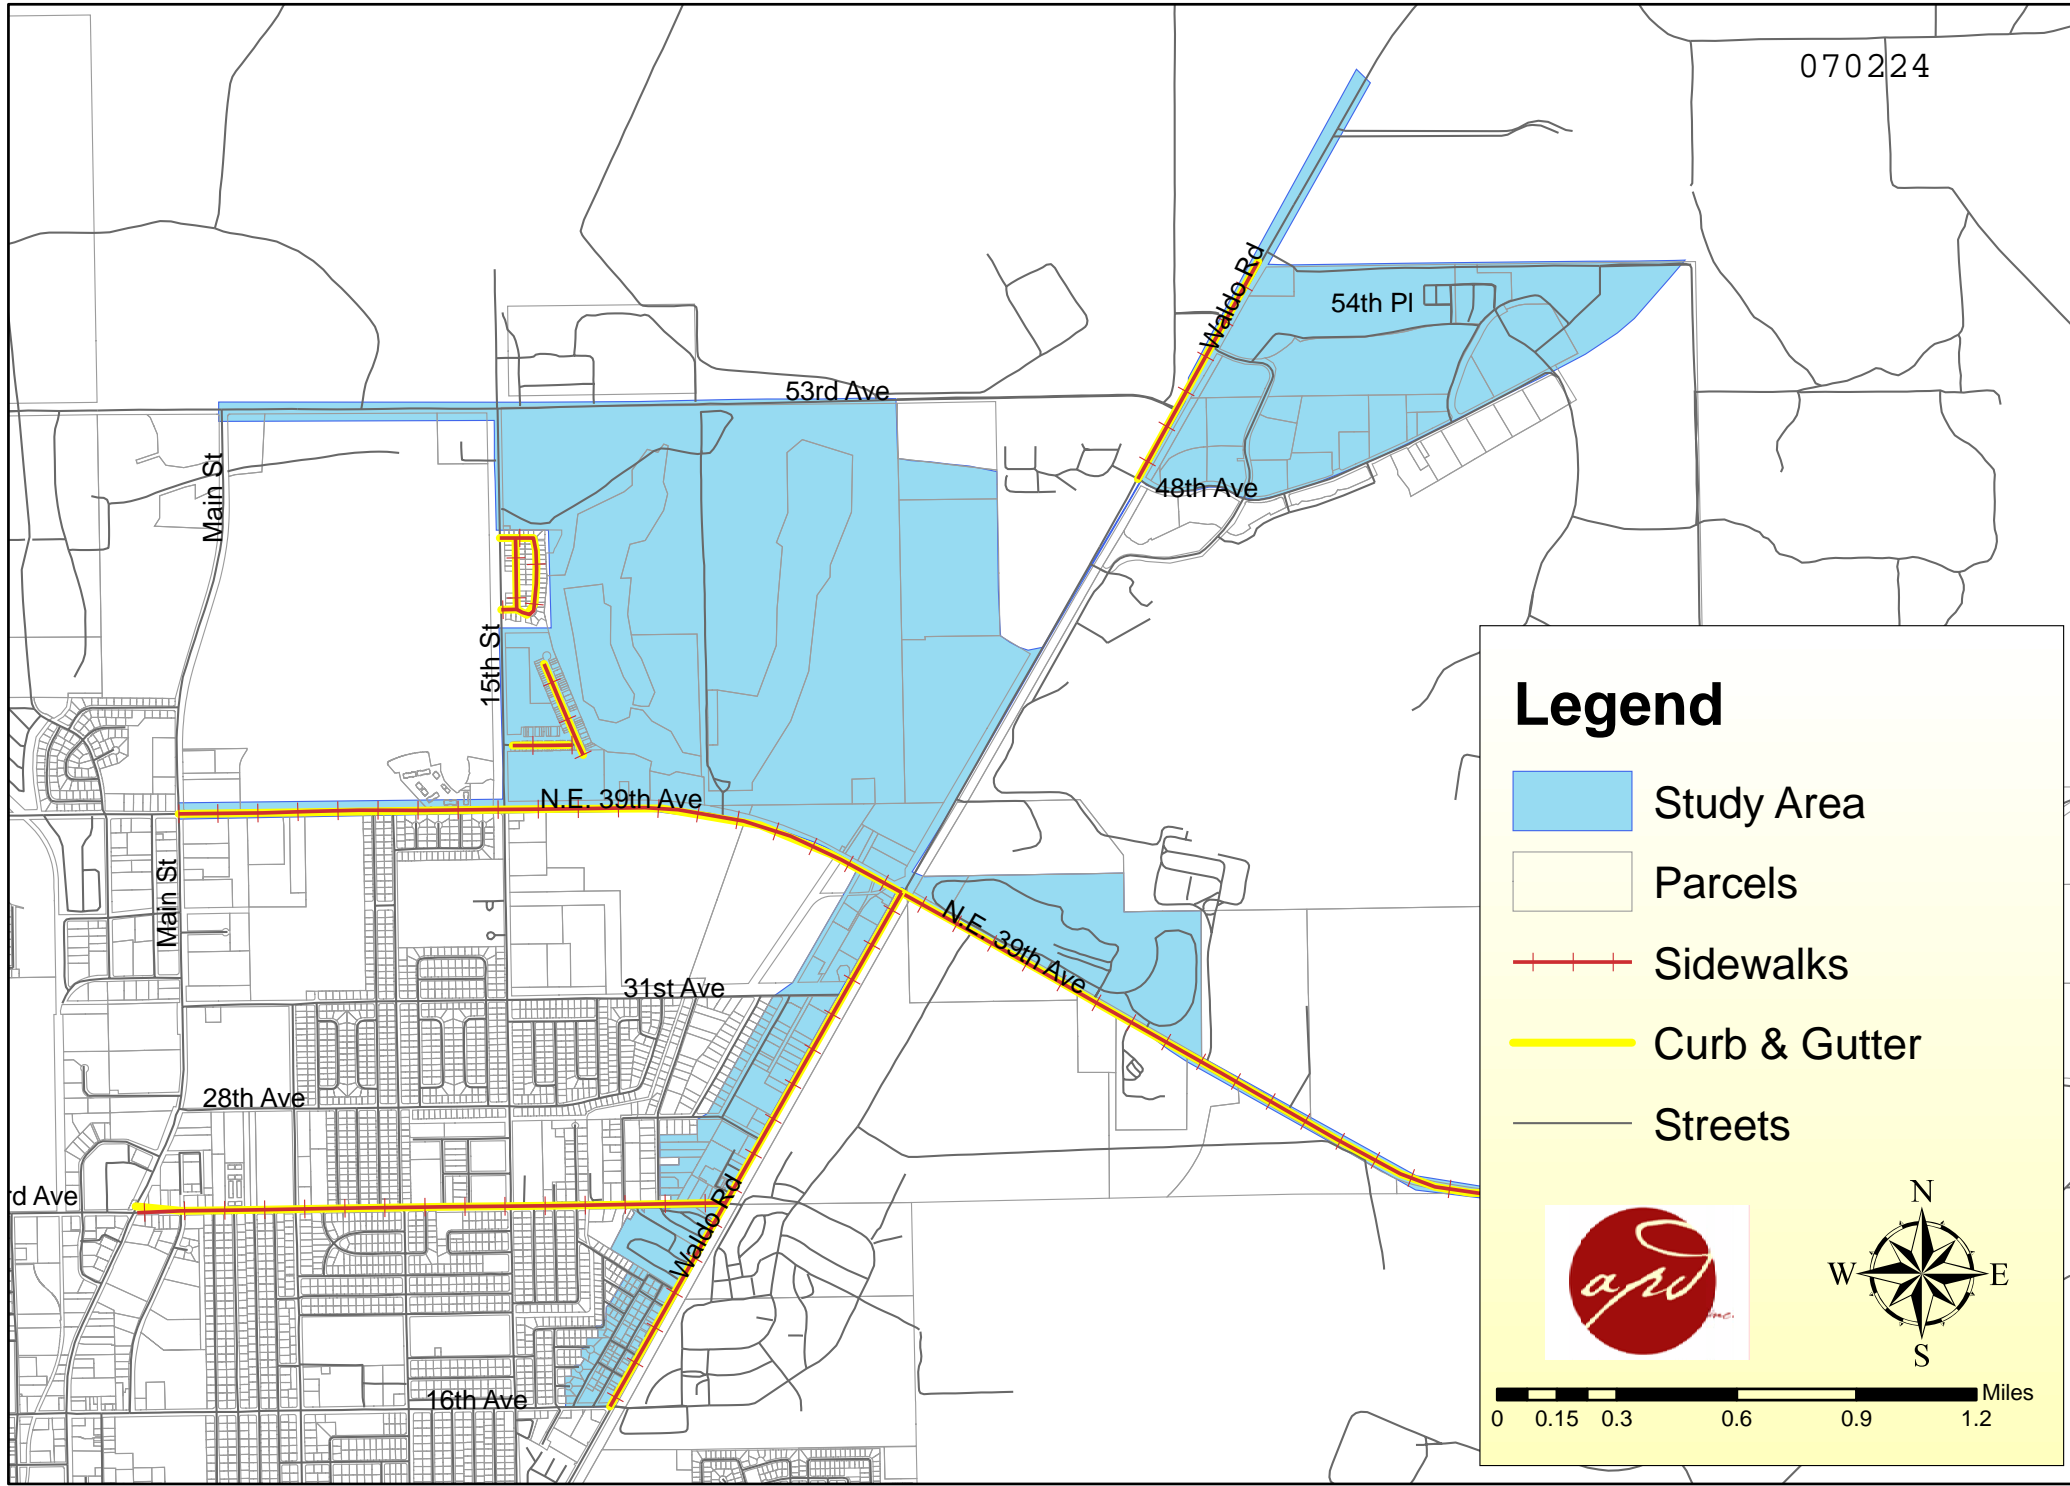 070224
Waldo Rd
54th Pl
53rd Ave
Main St
48th Ave
15th St
N.E. 39th Ave
Main St
N.E. 39th Ave
31st Ave
28th Ave
rd Ave
Waldo Rd
16th Ave
Legend
Study Area
Parcels
Sidewalks
Curb & Gutter
Streets
apd
inc.
N
W E
S
Miles
0 0.15 0.3 0.6 0.9 1.2